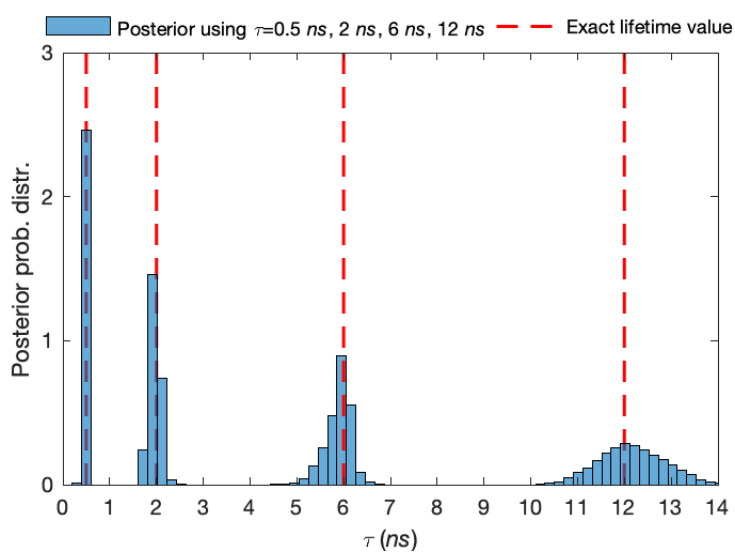 Posterior using τ=0.5 ns, 2 ns, 6 ns, 12 ns Exact lifetime value
3
2
1
0
Posterior prob. distr.
0 1 2 3 4 5 6 7 8 9 10 11 12 13 14
τ (ns)